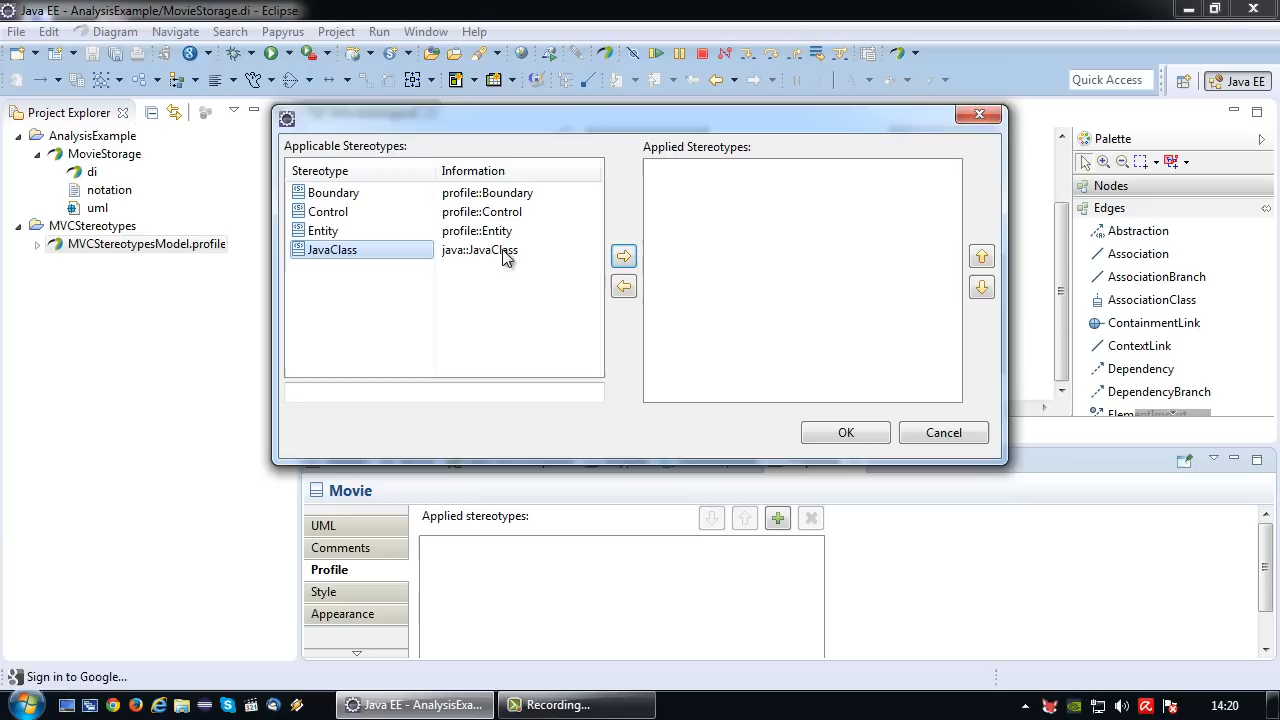 Java EE - AnalysisExample/MovieStorage.di - Eclipse
File Edit Diagram Navigate Search Papyrus Project Run Window Help
Quick Access
Java EE
Project Explorer
AnalysisExample
MovieStorage
di
notation
uml
MVCStereotypes
MVCStereotypesModel.profile
Applicable Stereotypes:
Stereotype Information
Boundary profile::Boundary
Control profile::Control
Entity profile::Entity
JavaClass java::JavaClass
Applied Stereotypes:
OK Cancel
Palette
Nodes
Edges
Abstraction
Association
AssociationBranch
AssociationClass
ContainmentLink
ContextLink
Dependency
DependencyBranch
Movie
UML
Comments
Profile
Style
Appearance
Applied stereotypes:
Sign in to Google...
Java EE - AnalysisExa...
Recording...
14:20